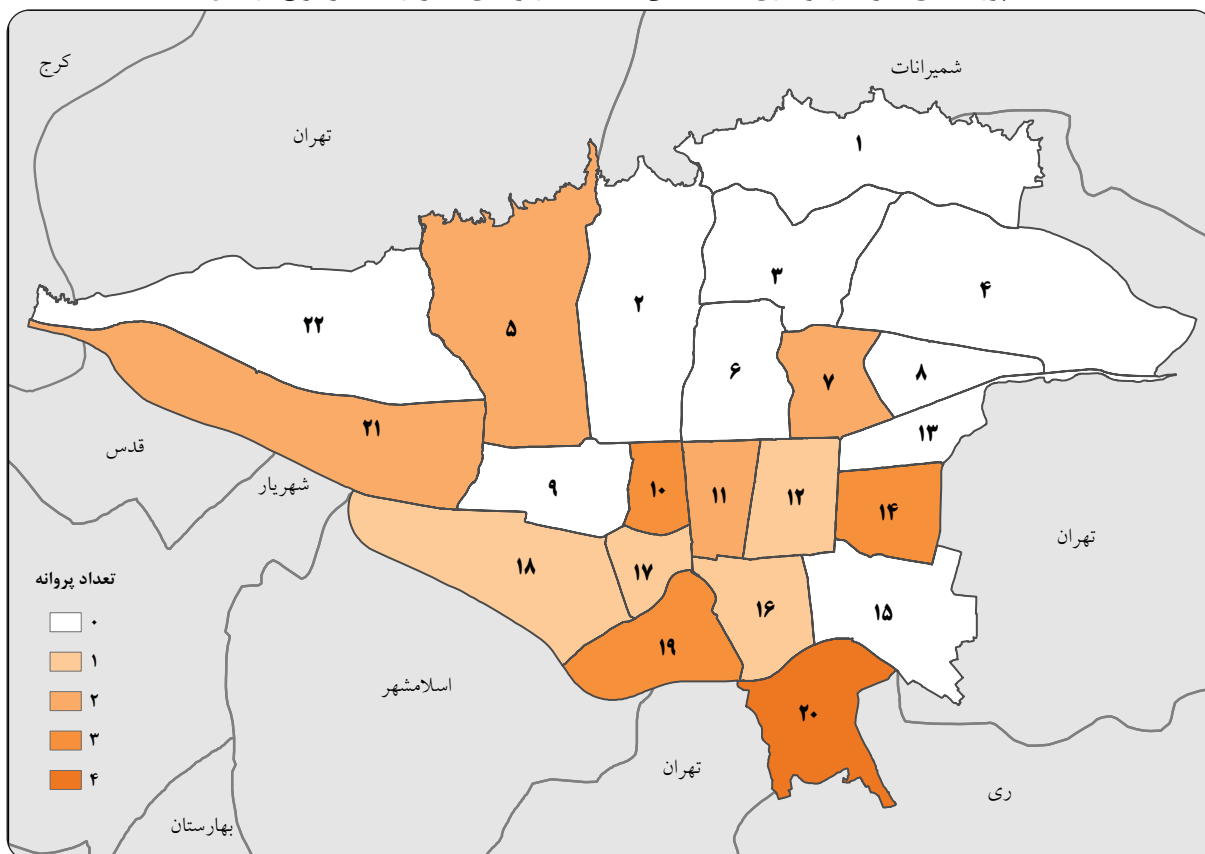 کرج
شمیرانات
تهران
۱
۳
۴
۲
۵
۲۲
۶
۷
۸
۲۱
۱۳
قدس
شهریار
۹
۱۰
۱۱
۱۲
۱۴
تهران
۱۸
۱۷
۱۶
۱۵
۱۹
۲۰
اسلامشهر
تهران
ری
بهارستان
تعداد پروانه
۰
۱
۲
۳
۴